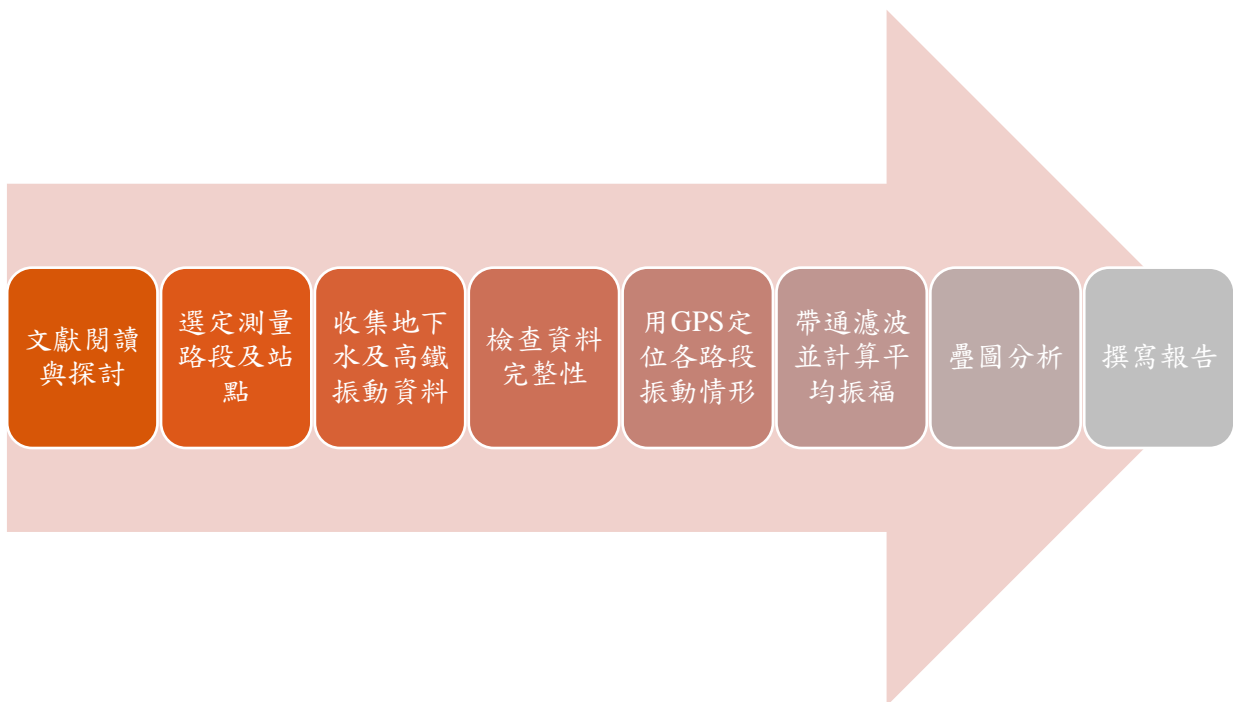 文獻閱讀
與探討
選定測量
路段及站
點
收集地下
水及高鐵
振動資料
檢查資料
完整性
用GPS定
位各路段
振動情形
帶通濾波
並計算平
均振福
疊圖分析
撰寫報告